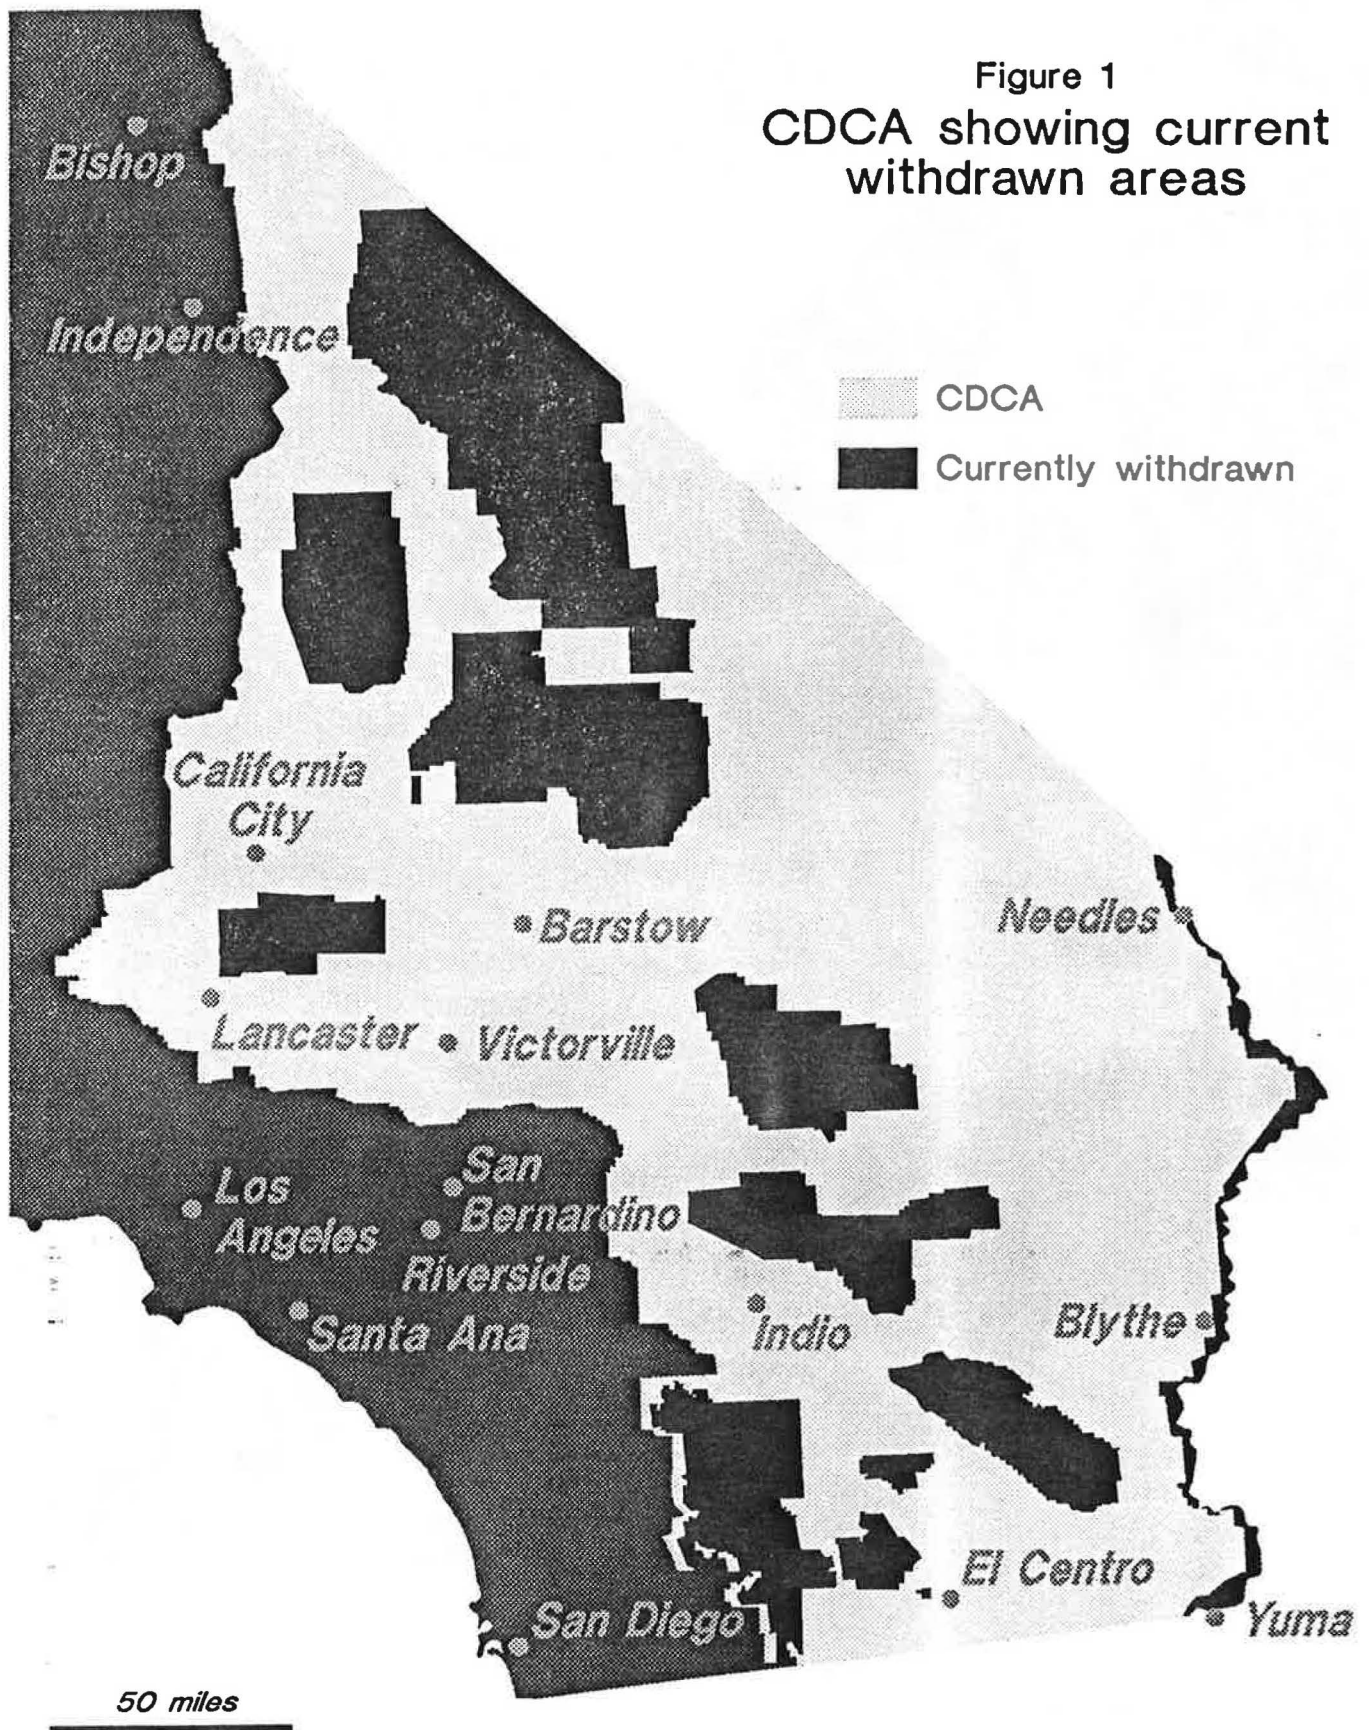 Figure 1
CDCA showing current
withdrawn areas
Bishop
Independence
CDCA
Currently withdrawn
California
City
Needles
Barstow
Lancaster
Victorville
San
Bernardino
Los
Angeles
Riverside
Santa Ana
Indio
Blythe
El Centro
San Diego
Yuma
50 miles